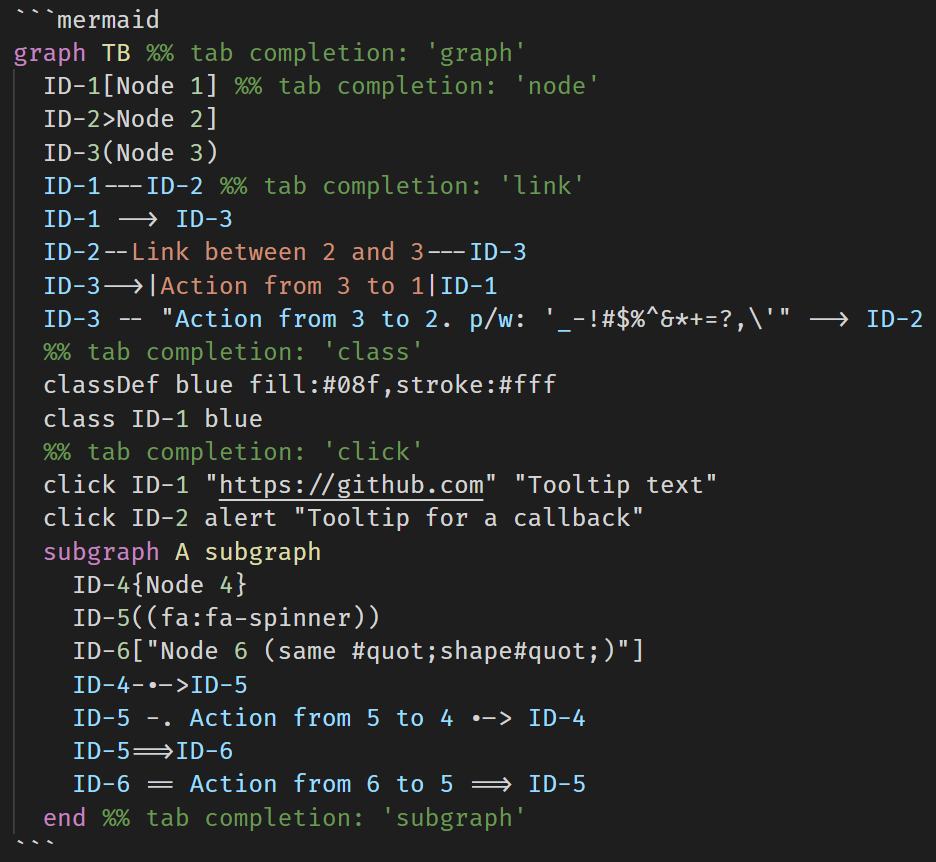 ```mermaid
graph TB %% tab completion: 'graph'
  ID-1[Node 1] %% tab completion: 'node'
  ID-2>Node 2]
  ID-3(Node 3)
  ID-1---ID-2 %% tab completion: 'link'
  ID-1 --> ID-3
  ID-2--Link between 2 and 3---ID-3
  ID-3-->|Action from 3 to 1|ID-1
  ID-3 -- "Action from 3 to 2. p/w: '_-!#$%^&*+=?,\'" --> ID-2
  %% tab completion: 'class'
  classDef blue fill:#08f,stroke:#fff
  class ID-1 blue
  %% tab completion: 'click'
  click ID-1 "https://github.com" "Tooltip text"
  click ID-2 alert "Tooltip for a callback"
  subgraph A subgraph
    ID-4{Node 4}
    ID-5((fa:fa-spinner))
    ID-6["Node 6 (same #quot;shape#quot;)"]
    ID-4-.->ID-5
    ID-5 -. Action from 5 to 4 .-> ID-4
    ID-5==>ID-6
    ID-6 == Action from 6 to 5 ==> ID-5
  end %% tab completion: 'subgraph'
```